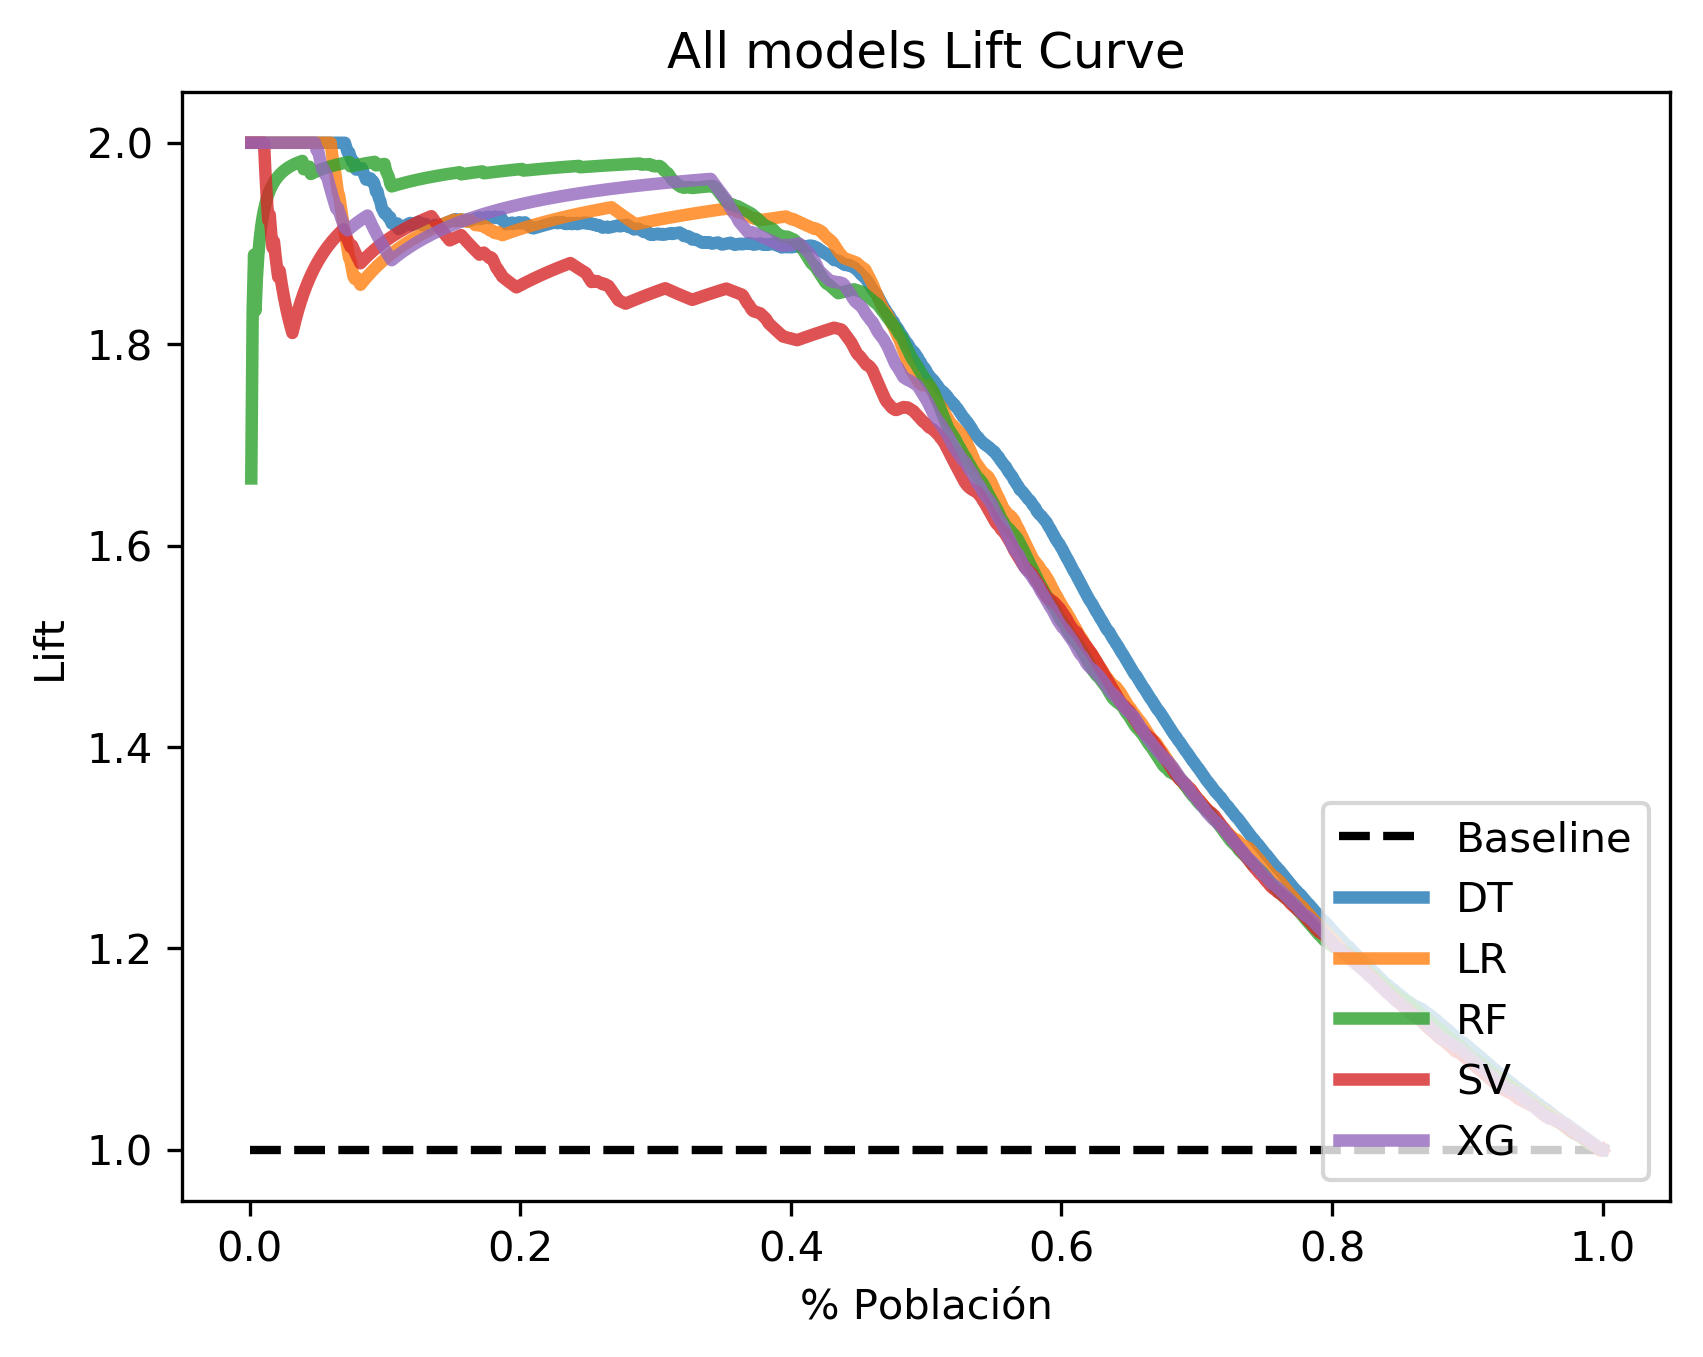 All models Lift Curve
Lift
2.0
1.8
1.6
1.4
1.2
1.0
0.0 0.2 0.4 0.6 0.8 1.0
% Población
Baseline
DT
LR
RF
SV
XG